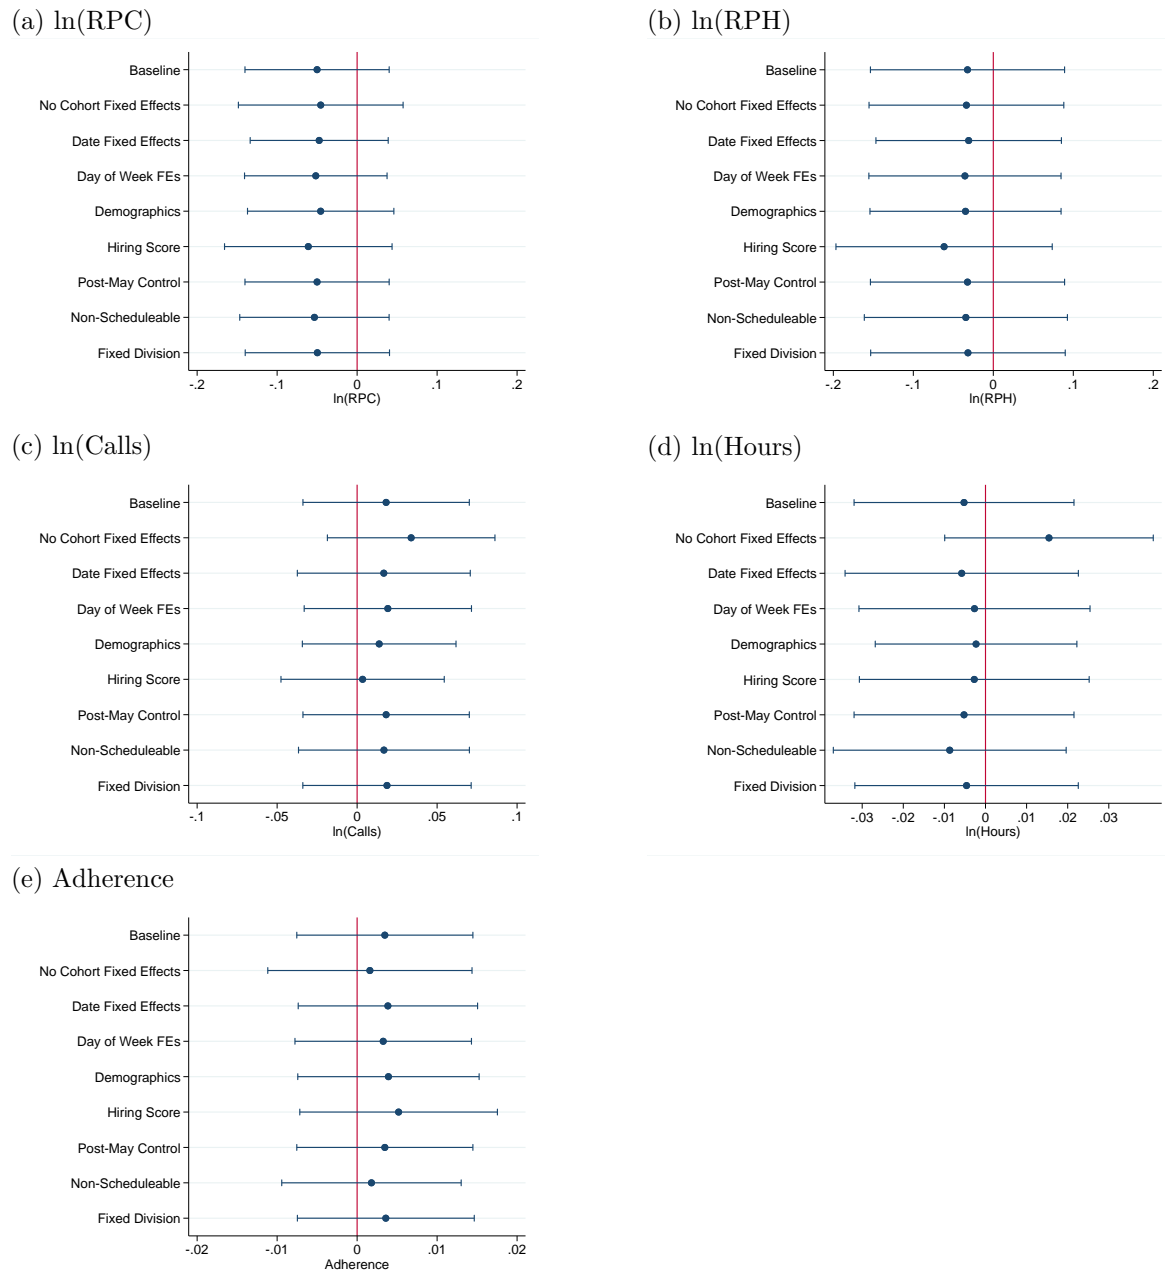 (a) ln(RPC)
Baseline
No Cohort Fixed Effects
Date Fixed Effects
Day of Week FEs
Demographics
Hiring Score
Post-May Control
Non-Scheduleable
Fixed Division
-.2 -.1 0 .1 .2
ln(RPC)
(b) ln(RPH)
Baseline
No Cohort Fixed Effects
Date Fixed Effects
Day of Week FEs
Demographics
Hiring Score
Post-May Control
Non-Scheduleable
Fixed Division
-.2 -.1 0 .1 .2
ln(RPH)
(c) ln(Calls)
Baseline
No Cohort Fixed Effects
Date Fixed Effects
Day of Week FEs
Demographics
Hiring Score
Post-May Control
Non-Scheduleable
Fixed Division
-.1 -.05 0 .05 .1
ln(Calls)
(d) ln(Hours)
Baseline
No Cohort Fixed Effects
Date Fixed Effects
Day of Week FEs
Demographics
Hiring Score
Post-May Control
Non-Scheduleable
Fixed Division
-.03 -.02 -.01 0 .01 .02 .03
ln(Hours)
(e) Adherence
Baseline
No Cohort Fixed Effects
Date Fixed Effects
Day of Week FEs
Demographics
Hiring Score
Post-May Control
Non-Scheduleable
Fixed Division
-.02 -.01 0 .01 .02
Adherence